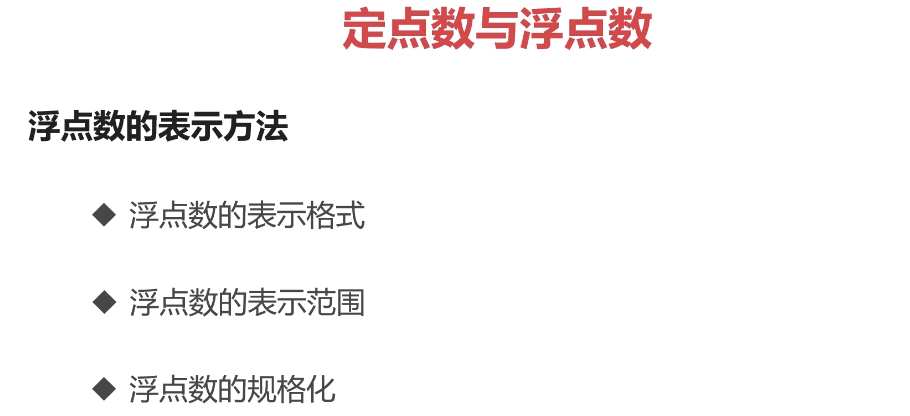 定点数与浮点数
浮点数的表示方法
◆ 浮点数的表示格式
◆ 浮点数的表示范围
◆ 浮点数的规格化